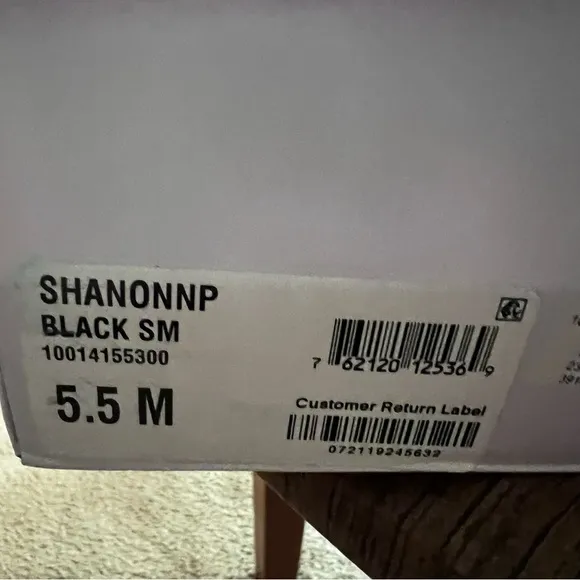 SHANONNP
BLACK SM
10014155300
5.5 M
7 62120 12536 9
Customer Return Label
072119245632